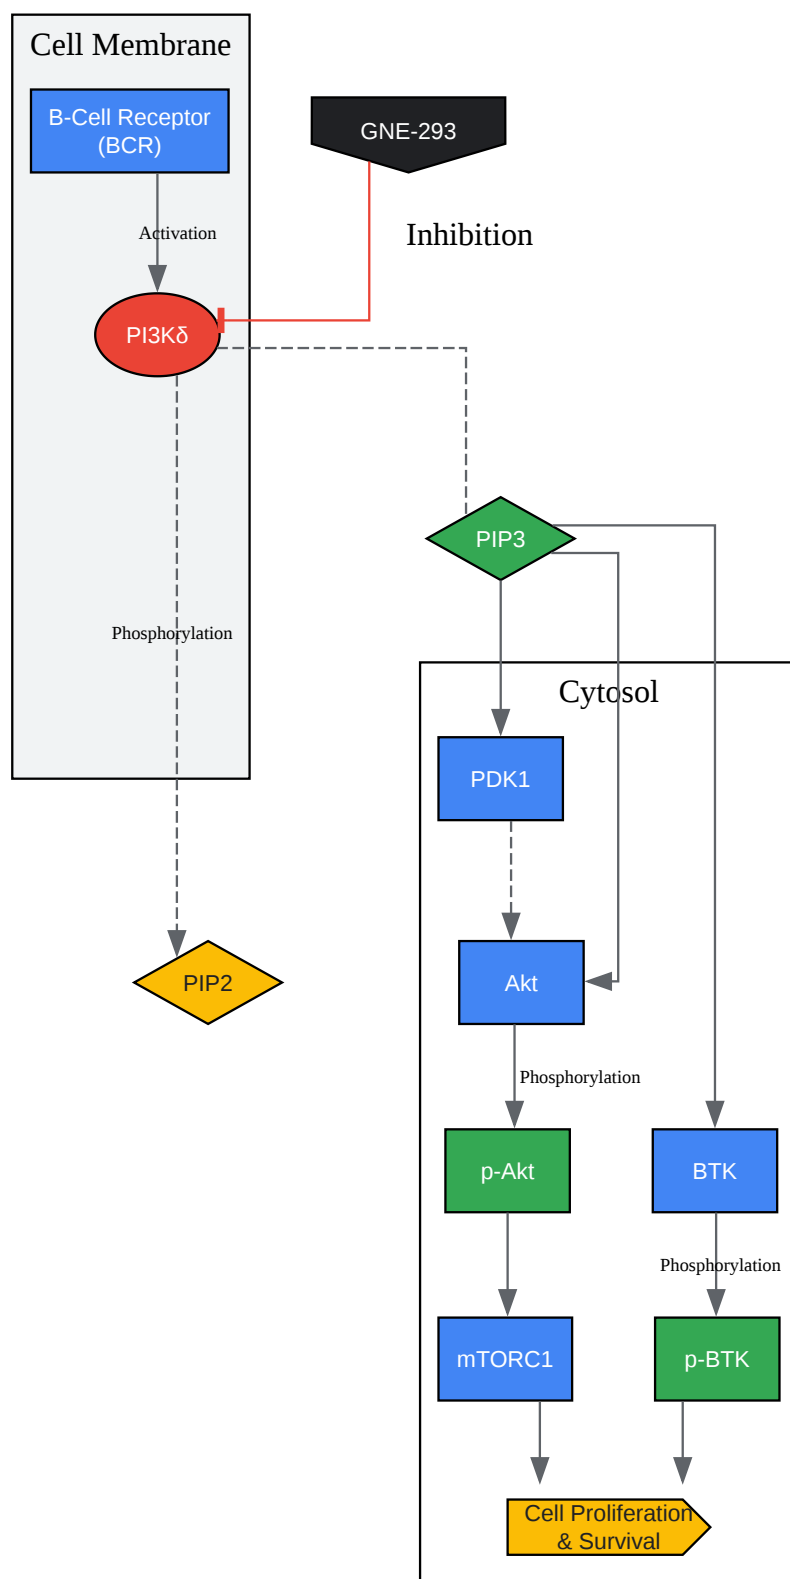 Cell Membrane
B-Cell Receptor
(BCR)
GNE-293
Activation
Inhibition
PI3Kδ
PIP3
Phosphorylation
Cytosol
PDK1
PIP2
Akt
Phosphorylation
p-Akt
BTK
Phosphorylation
mTORC1
p-BTK
Cell Proliferation
& Survival